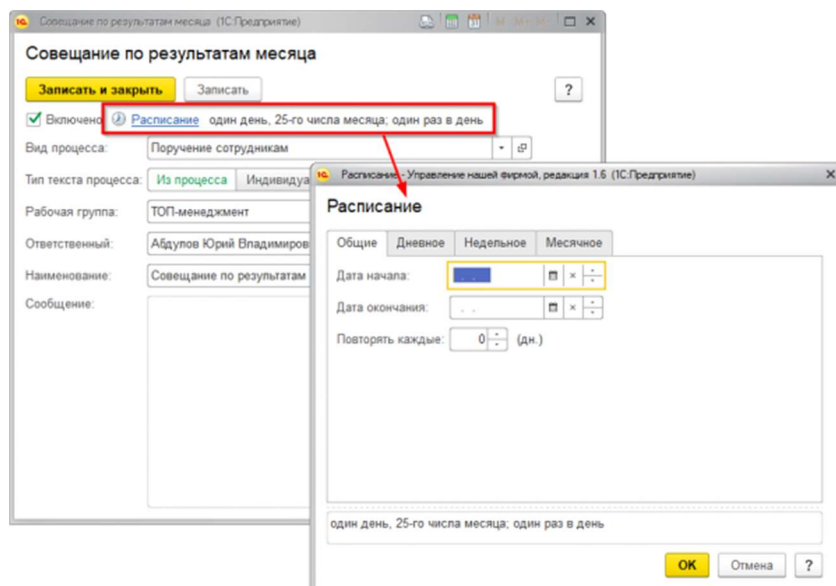 Совещание по результатам месяца (1С:Предприятие)
Совещание по результатам месяца
Записать и закрыть
Записать
?
Включено Расписание один день, 25-го числа месяца; один раз в день
Вид процесса: Поручение сотрудникам
Тип текста процесса: Из процесса Индивидуа
Рабочая группа: ТОП-менеджмент
Ответственный: Абдулов Юрий Владимиров
Наименование: Совещание по результатам
Сообщение:
Расписание - Управление нашей фирмой, редакция 1.6 (1С:Предприятие)
Расписание
Общие Дневное Недельное Месячное
Дата начала: . .
Дата окончания: . .
Повторять каждые: 0 (дн.)
один день, 25-го числа месяца; один раз в день
OK Отмена ?